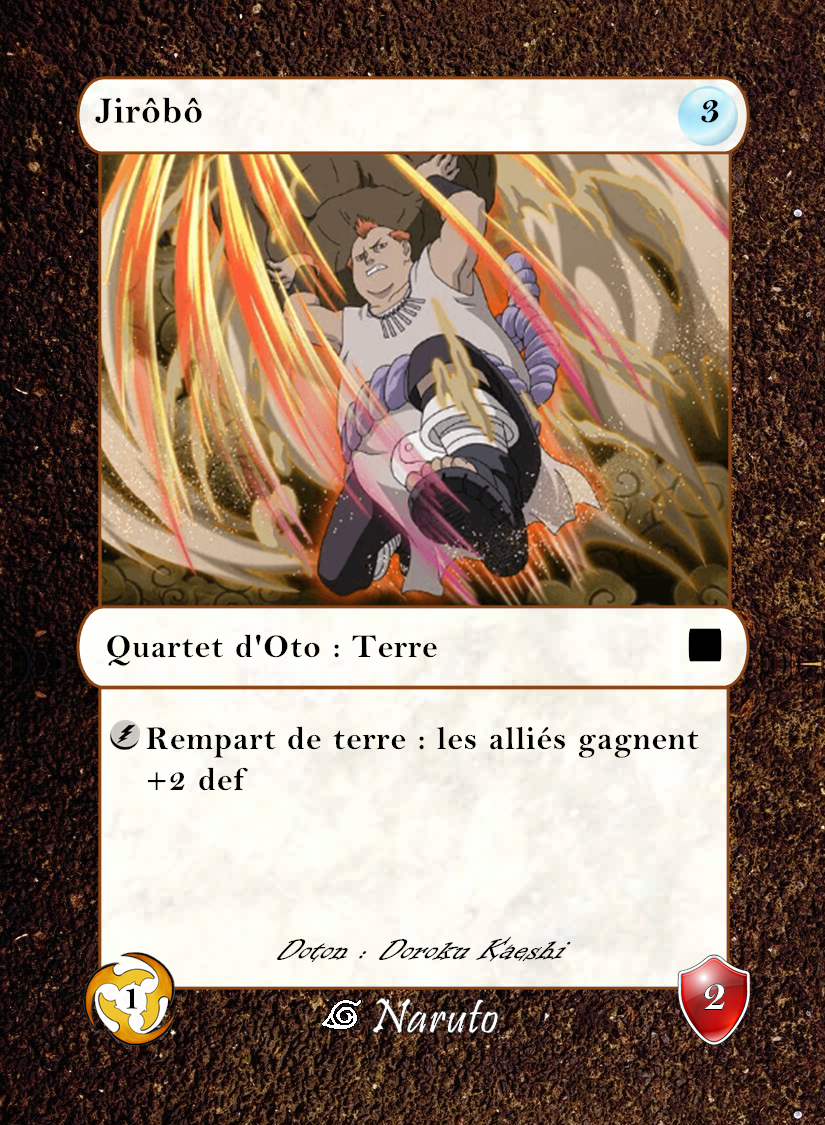 Jirôbô
3
Quartet d'Oto : Terre
Rempart de terre : les alliés gagnent
+2 def
Doton : Doroku Kaeshi
1
Naruto
2